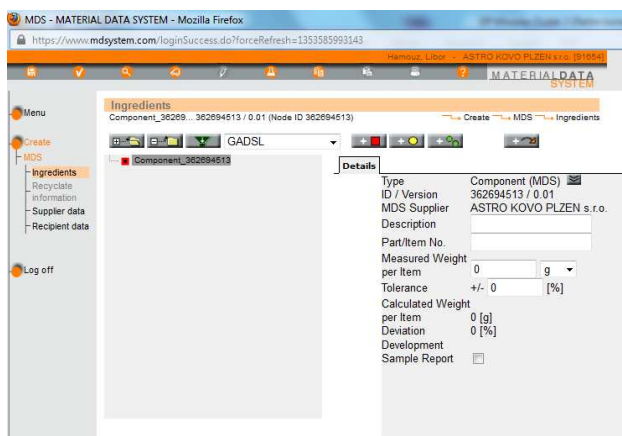 MDS - MATERIAL DATA SYSTEM - Mozilla Firefox
https://www.mdsystem.com/loginSuccess.do?forceRefresh=1353585993143
Hamouz, Libor - ASTRO KOVO PLZEN s.r.o. [91654]
MATERIALDATA
SYSTEM
Menu
Create
MDS
Ingredients
Recyclate
information
Supplier data
Recipient data
Log off
Ingredients
Component_36269... 362694513 / 0.01 (Node ID 362694513)
Create MDS Ingredients
GADSL
Component_362694513
Details
Type Component (MDS)
ID / Version 362694513 / 0.01
MDS Supplier ASTRO KOVO PLZEN s.r.o.
Description
Part/Item No.
Measured Weight
per Item 0 g
Tolerance +/- 0 [%]
Calculated Weight
per Item 0 [g]
Deviation 0 [%]
Development
Sample Report